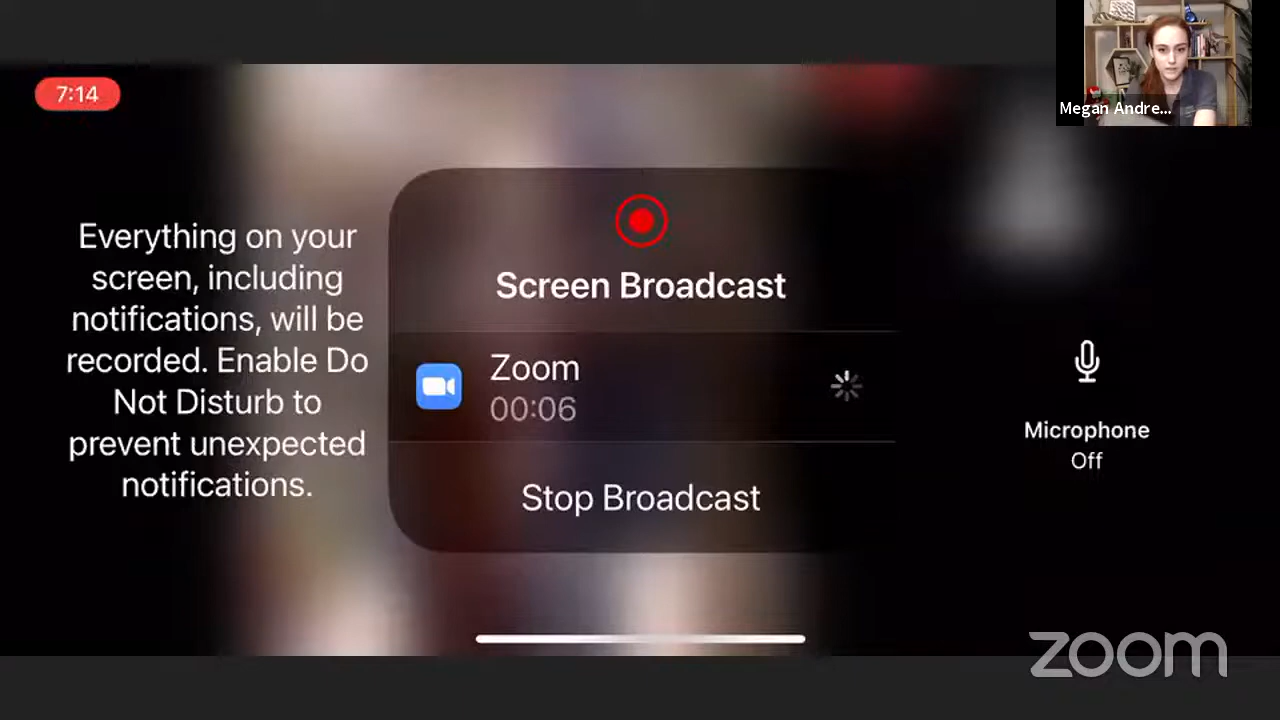 7:14
Megan Andre...
Everything on your
screen, including
notifications, will be
recorded. Enable Do
Not Disturb to
prevent unexpected
notifications.
Screen Broadcast
Zoom
00:06
Stop Broadcast
Microphone
Off
zoom